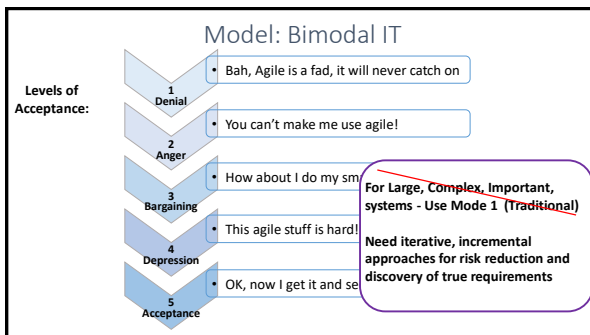 Model: Bimodal IT
Levels of
Acceptance:
1
Denial
• Bah, Agile is a fad, it will never catch on
2
Anger
• You can't make me use agile!
3
Bargaining
• How about I do my sm
4
Depression
• This agile stuff is hard!
5
Acceptance
• OK, now I get it and se
For Large, Complex, Important,
systems - Use Mode 1 (Traditional)
Need iterative, incremental
approaches for risk reduction and
discovery of true requirements